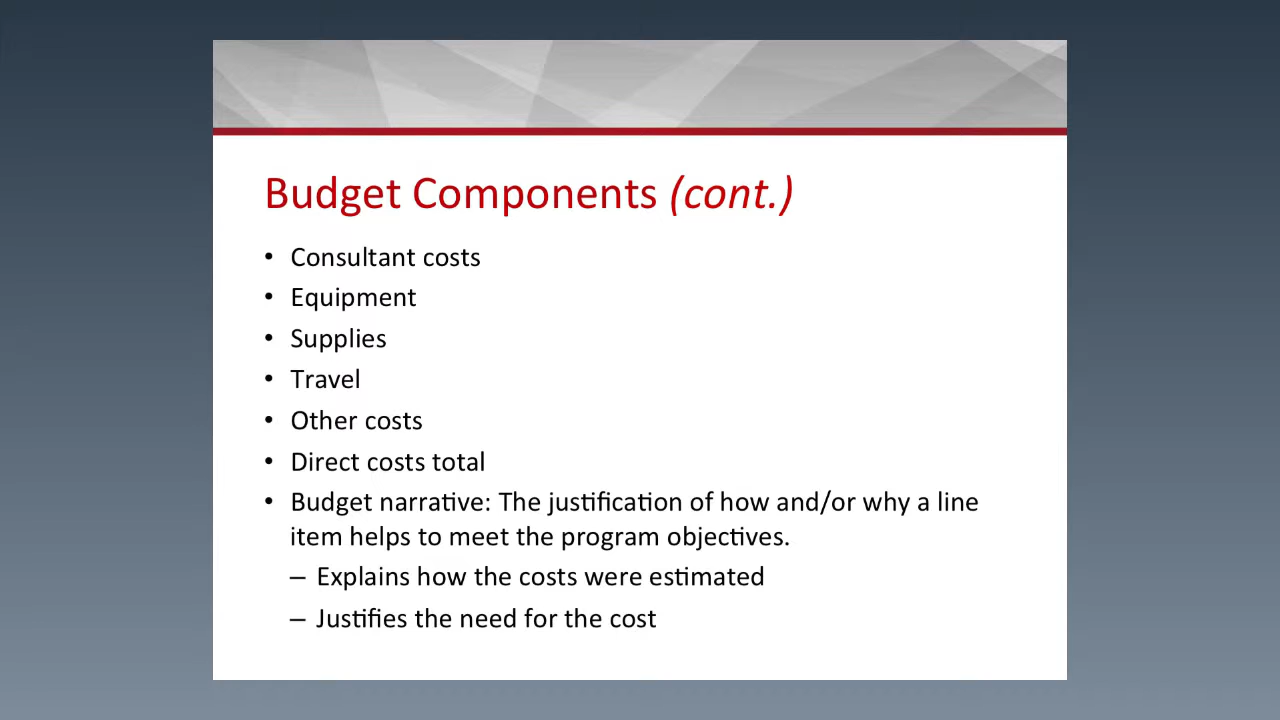 Budget Components (cont.)
• Consultant costs
• Equipment
• Supplies
• Travel
• Other costs
• Direct costs total
• Budget narrative: The justification of how and/or why a line
item helps to meet the program objectives.
– Explains how the costs were estimated
– Justifies the need for the cost